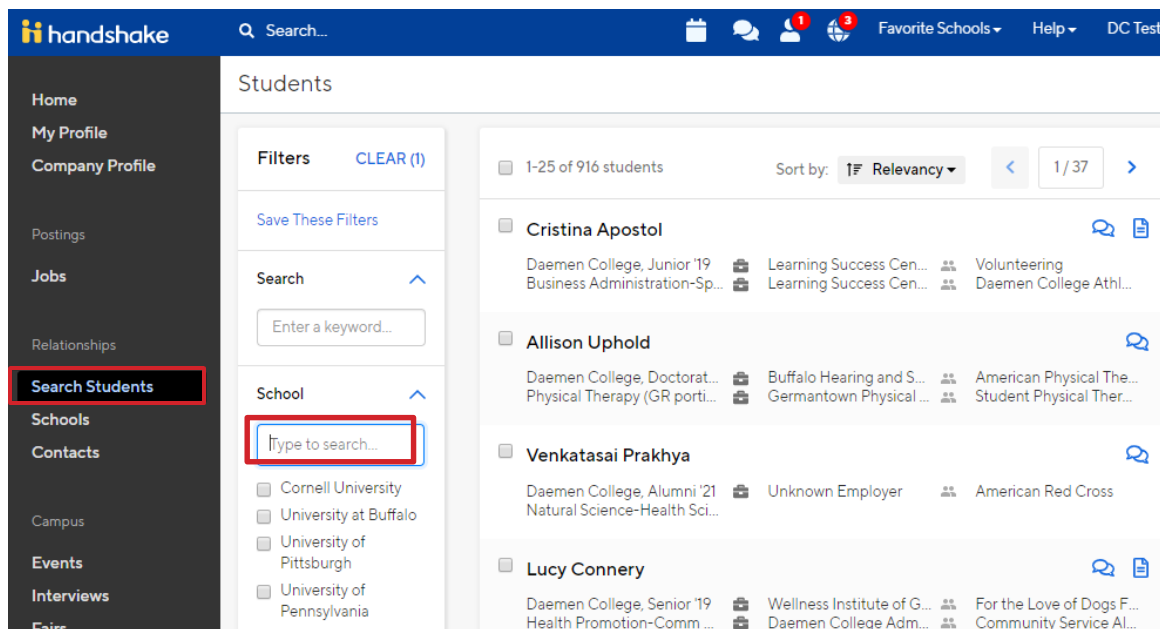 handshake
Search...
1
3
Favorite Schools
Help
DC Test
Home
My Profile
Company Profile
Postings
Jobs
Relationships
Search Students
Schools
Contacts
Campus
Events
Interviews
Fairs
Students
Filters CLEAR (1)
Save These Filters
Search
Enter a keyword...
School
Type to search...
Cornell University
University at Buffalo
University of
Pittsburgh
University of
Pennsylvania
1-25 of 916 students
Sort by: Relevancy
1 / 37
Cristina Apostol
Daemen College, Junior '19 Learning Success Cen... Volunteering
Business Administration-Sp... Learning Success Cen... Daemen College Athl...
Allison Uphold
Daemen College, Doctorat... Buffalo Hearing and S... American Physical The...
Physical Therapy (GR porti... Germantown Physical ... Student Physical Ther...
Venkatasai Prakhya
Daemen College, Alumni '21 Unknown Employer American Red Cross
Natural Science-Health Sci...
Lucy Connery
Daemen College, Senior '19 Wellness Institute of G... For the Love of Dogs F...
Health Promotion-Comm ... Daemen College Adm... Community Service Al...